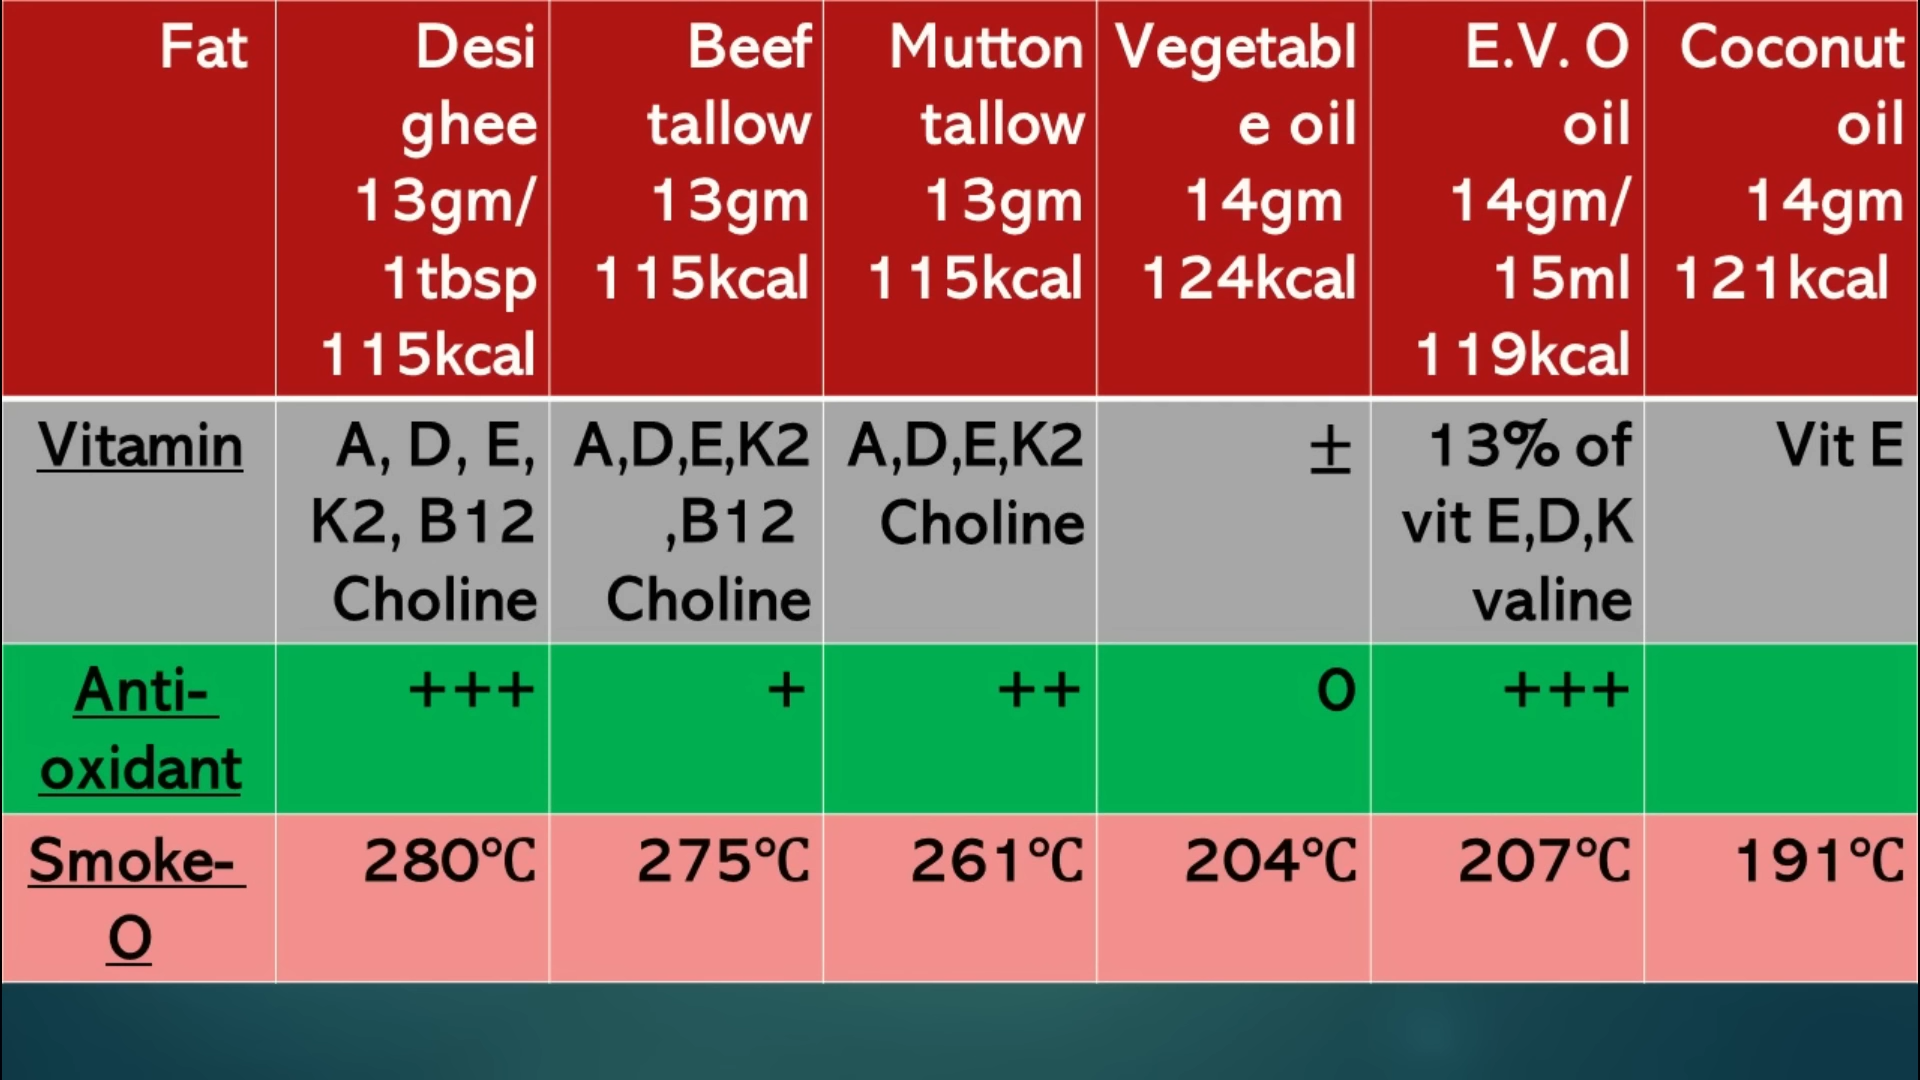 Fat
Desi
ghee
13gm/
1tbsp
115kcal
Beef
tallow
13gm
115kcal
Mutton
tallow
13gm
115kcal
Vegetabl
e oil
14gm
124kcal
E.V. O
oil
14gm/
15ml
119kcal
Coconut
oil
14gm
121kcal
Vitamin
A, D, E,
K2, B12
Choline
A,D,E,K2
,B12
Choline
A,D,E,K2
Choline
±
13% of
vit E,D,K
valine
Vit E
Anti-
oxidant
+++
+
++
0
+++
Smoke-
O
280°C
275°C
261°C
204°C
207°C
191°C